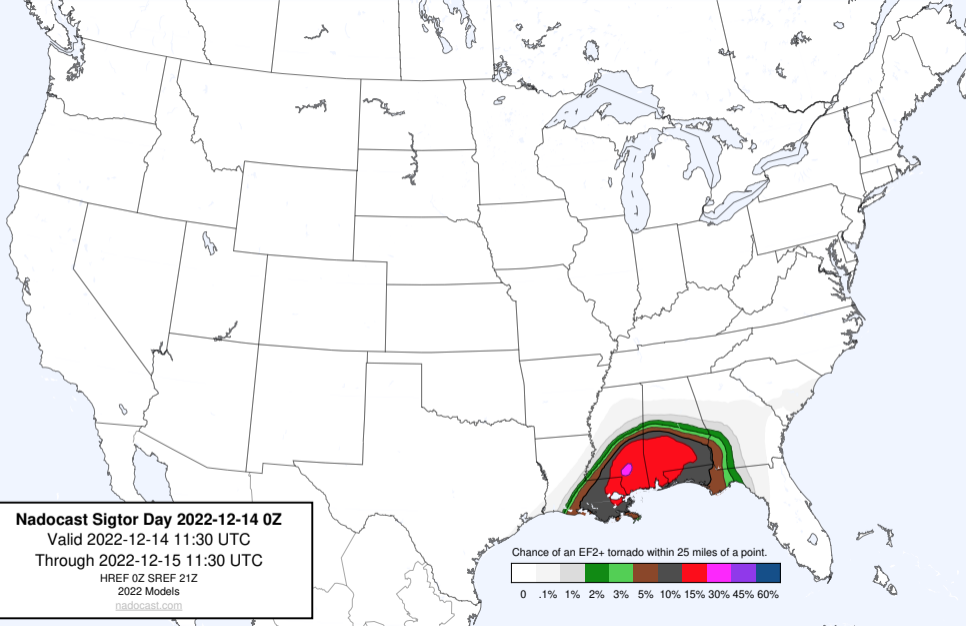 Nadocast Sigtor Day 2022-12-14 0Z
Valid 2022-12-14 11:30 UTC
Through 2022-12-15 11:30 UTC
HREF 0Z SREF 21Z
2022 Models
nadocast.com
Chance of an EF2+ tornado within 25 miles of a point.
0 .1% 1% 2% 3% 5% 10% 15% 30% 45% 60%